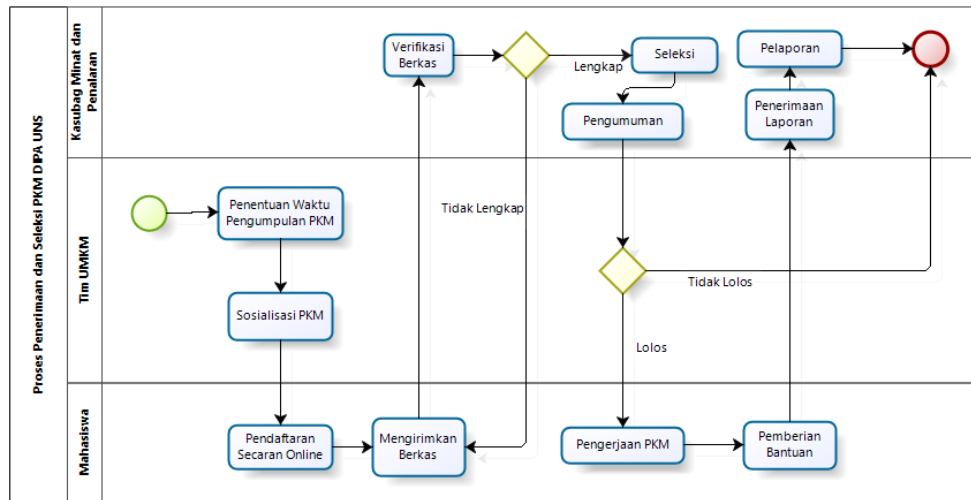 Proses Penerimaan dan Seleksi PKM DIPA UNS
Kasubag Minat dan
Penalaran
Verifikasi
Berkas
Lengkap
Seleksi
Pengumuman
Pelaporan
Penerimaan
Laporan
Tim UMKM
Penentuan Waktu
Pengumpulan PKM
Tidak Lengkap
Tidak Lolos
Sosialisasi PKM
Lolos
Mahasiswa
Pendaftaran
Secaran Online
Mengirimkan
Berkas
Pengerjaan PKM
Pemberian
Bantuan